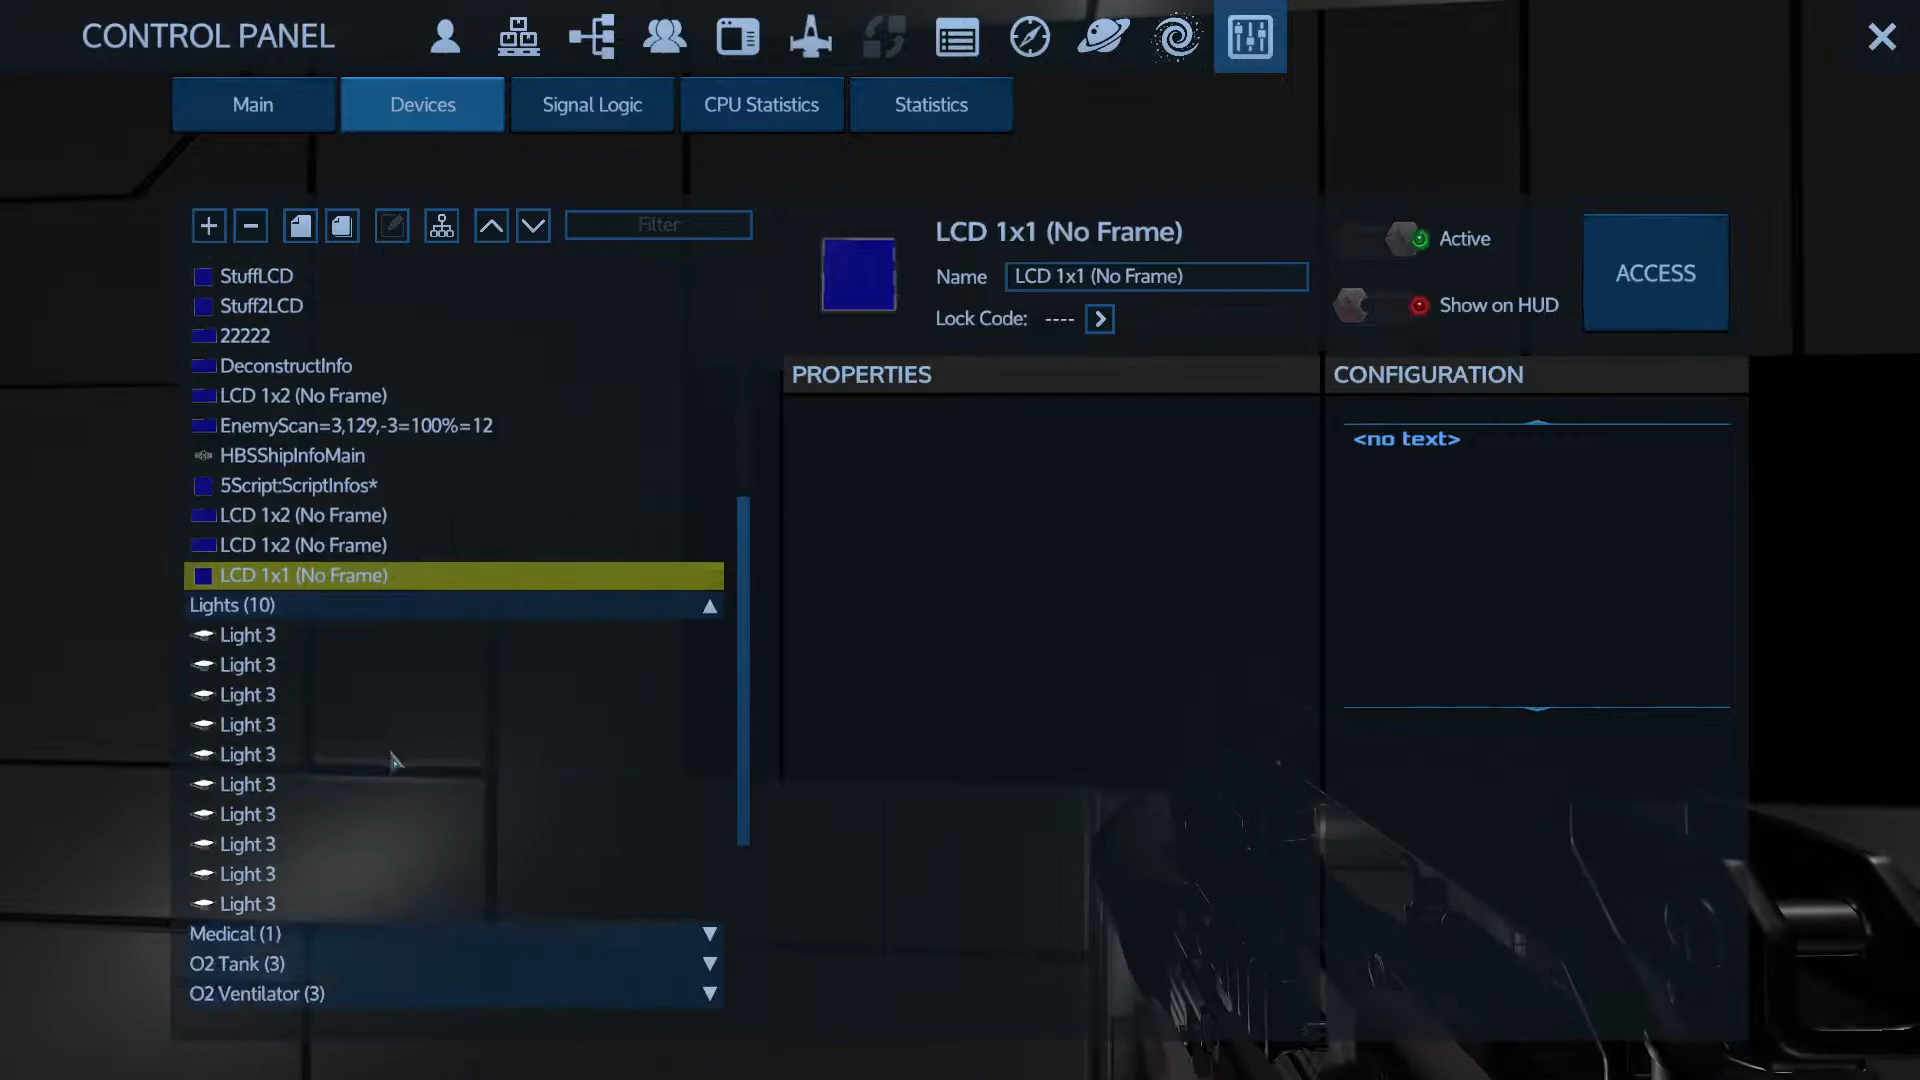 CONTROL PANEL
Main
Devices
Signal Logic
CPU Statistics
Statistics
Filter
StuffLCD
Stuff2LCD
22222
DeconstructInfo
LCD 1x2 (No Frame)
EnemyScan=3,129,-3=100%=12
HBSShipInfoMain
5Script:ScriptInfos*
LCD 1x2 (No Frame)
LCD 1x2 (No Frame)
LCD 1x1 (No Frame)
Lights (10)
Light 3
Light 3
Light 3
Light 3
Light 3
Light 3
Light 3
Light 3
Light 3
Light 3
Medical (1)
O2 Tank (3)
O2 Ventilator (3)
LCD 1x1 (No Frame)
Name LCD 1x1 (No Frame)
Lock Code: ----
Active
Show on HUD
ACCESS
PROPERTIES
CONFIGURATION
<no text>